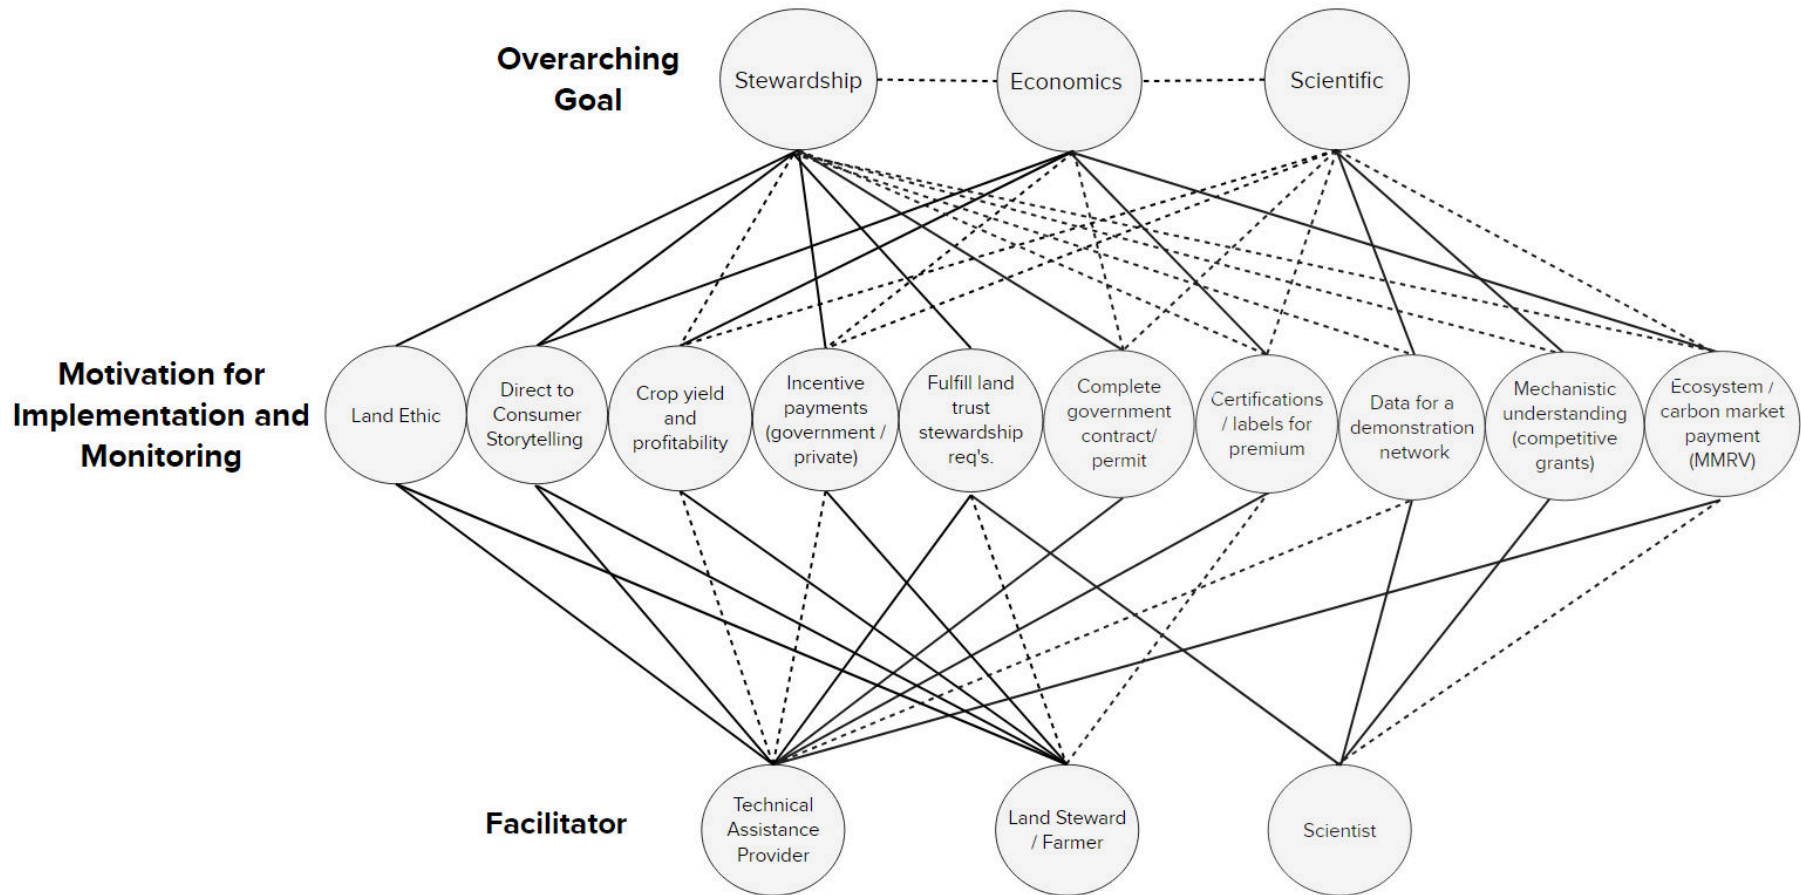 Overarching
Goal
Stewardship
Economics
Scientific
Motivation for
Implementation and
Monitoring
Land Ethic
Direct to
Consumer
Storytelling
Crop yield
and
profitability
Incentive
payments
(government /
private)
Fulfill land
trust
stewardship
req's.
Complete
government
contract/
permit
Certifications
/ labels for
premium
Data for a
demonstration
network
Mechanistic
understanding
(competitive
grants)
Ecosystem /
carbon market
payment
(MMRV)
Facilitator
Technical
Assistance
Provider
Land Steward
/ Farmer
Scientist